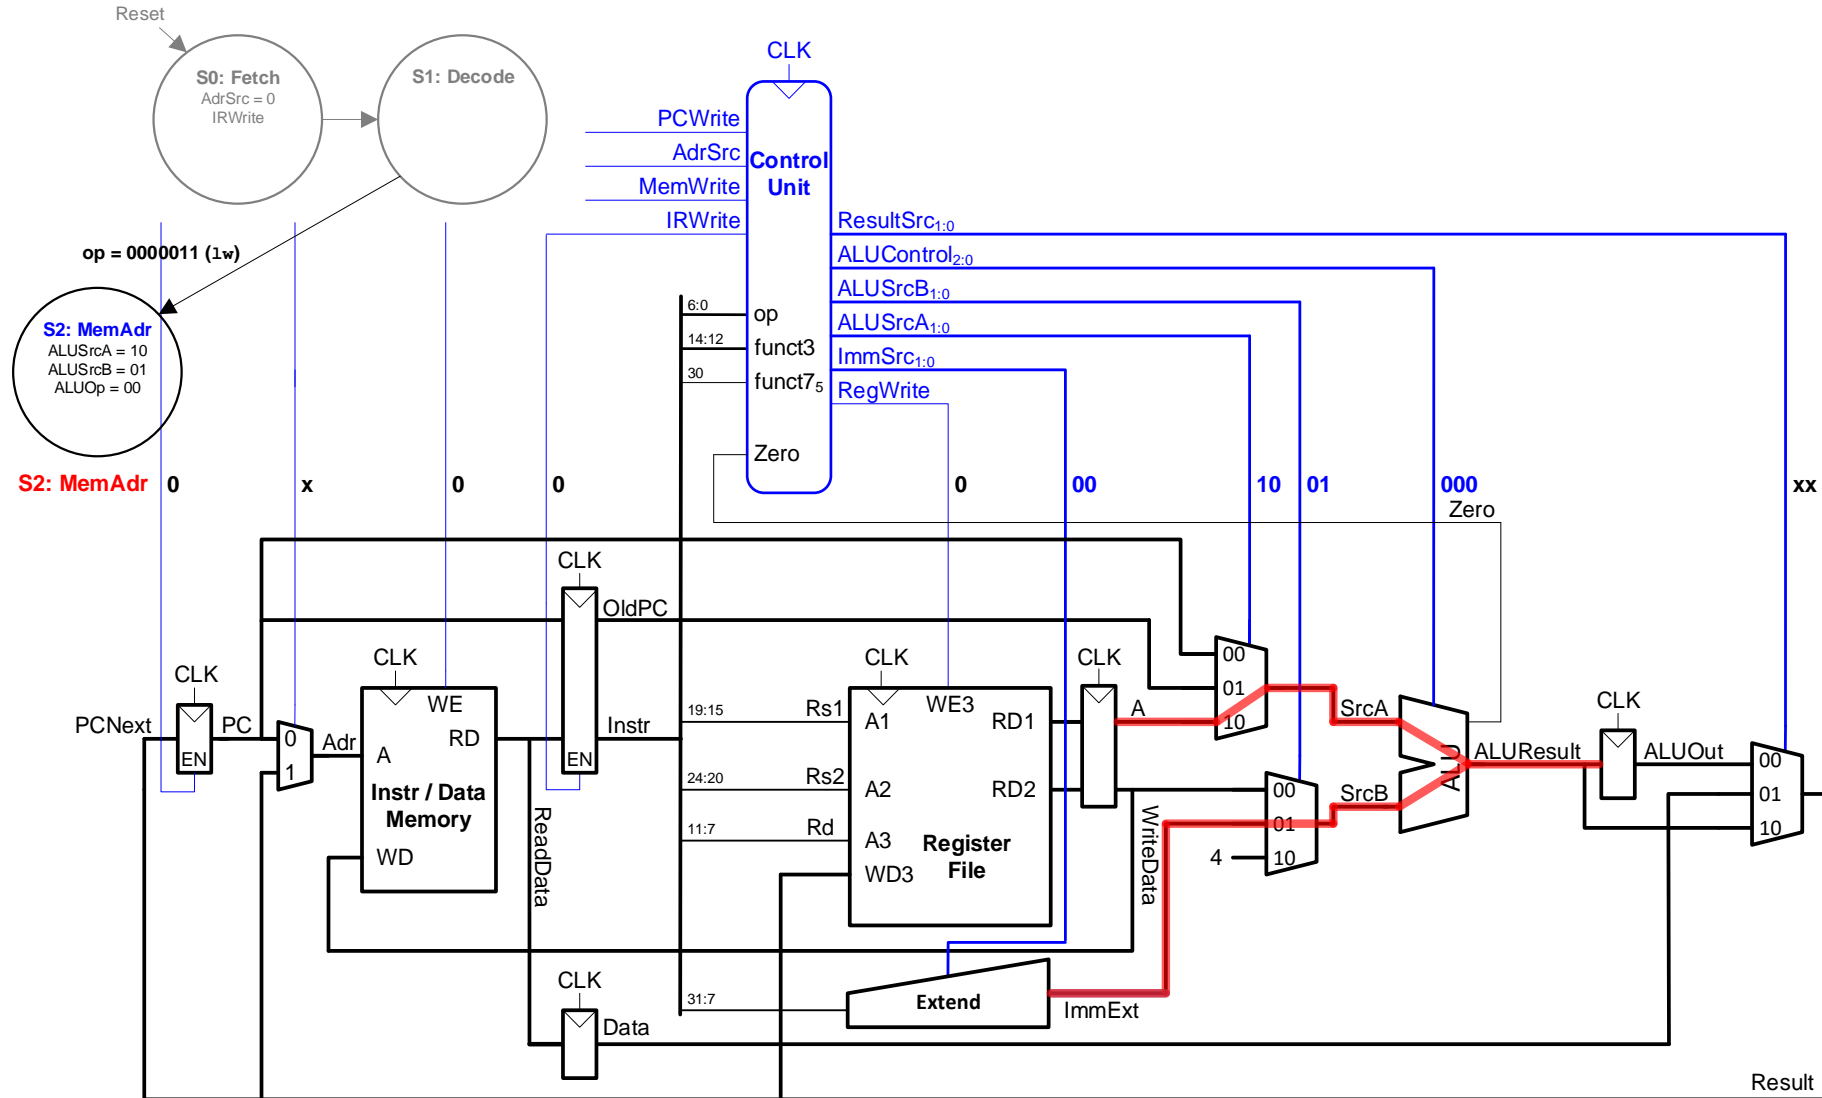 Reset
S0: Fetch
AdrSrc = 0
IRWrite
S1: Decode
op = 0000011 (lw)
S2: MemAdr
ALUSrcA = 10
ALUSrcB = 01
ALUOp = 00
CLK
PCWrite
AdrSrc
MemWrite
IRWrite
Control
Unit
ResultSrc1:0
ALUControl2:0
ALUSrcB1:0
ALUSrcA1:0
ImmSrc1:0
RegWrite
6:0
op
14:12
funct3
30
funct75
Zero
S2: MemAdr
0
x
0
0
0
00
10
01
000
xx
Zero
CLK
OldPC
CLK
PCNext
EN
PC
0
1
Adr
CLK
WE
A
RD
Instr / Data
Memory
WD
EN
Instr
ReadData
19:15
Rs1
24:20
Rs2
11:7
Rd
CLK
WE3
A1
RD1
A2
RD2
A3
WD3
Register
File
CLK
A
WriteData
00
01
10
SrcA
00
01
10
4
SrcB
ALU
ALUResult
CLK
ALUOut
00
01
10
31:7
Extend
ImmExt
CLK
Data
Result